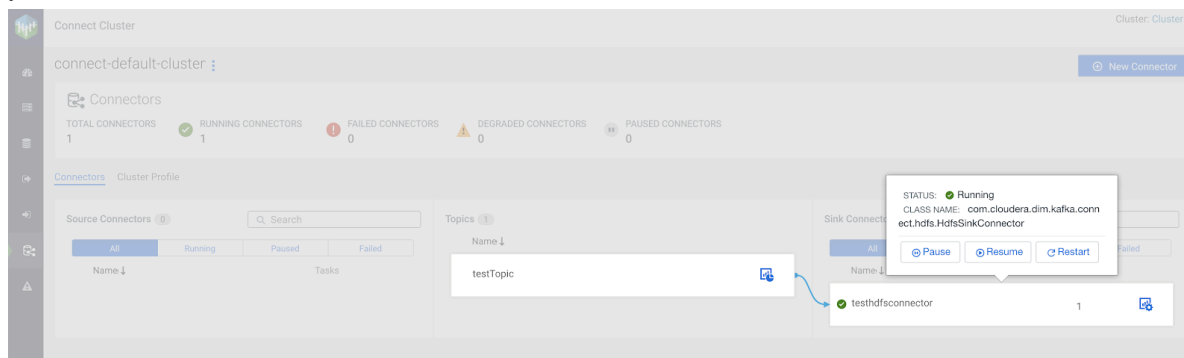 Connect Cluster
Cluster: Cluster
connect-default-cluster
New Connector
Connectors
TOTAL CONNECTORS
1
RUNNING CONNECTORS
1
FAILED CONNECTORS
0
DEGRADED CONNECTORS
0
PAUSED CONNECTORS
0
Connectors Cluster Profile
Source Connectors 0
Search
All Running Paused Failed
Name↓ Tasks
Topics 1
Name↓
testTopic
Sink Connecto
All Failed
Name↓
STATUS: Running
CLASS NAME: com.cloudera.dim.kafka.conn
ect.hdfs.HdfsSinkConnector
Pause Resume Restart
testhdfsconnector 1